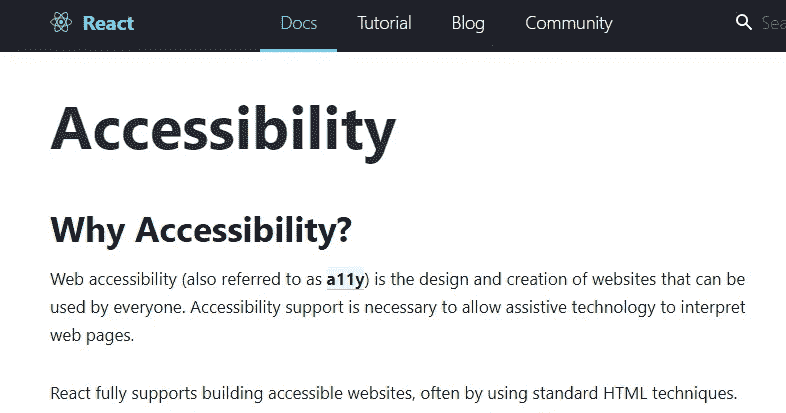 React Docs Tutorial Blog Community Sea
Accessibility
Why Accessibility?
Web accessibility (also referred to as a11y) is the design and creation of websites that can be
used by everyone. Accessibility support is necessary to allow assistive technology to interpret
web pages.
React fully supports building accessible websites, often by using standard HTML techniques.